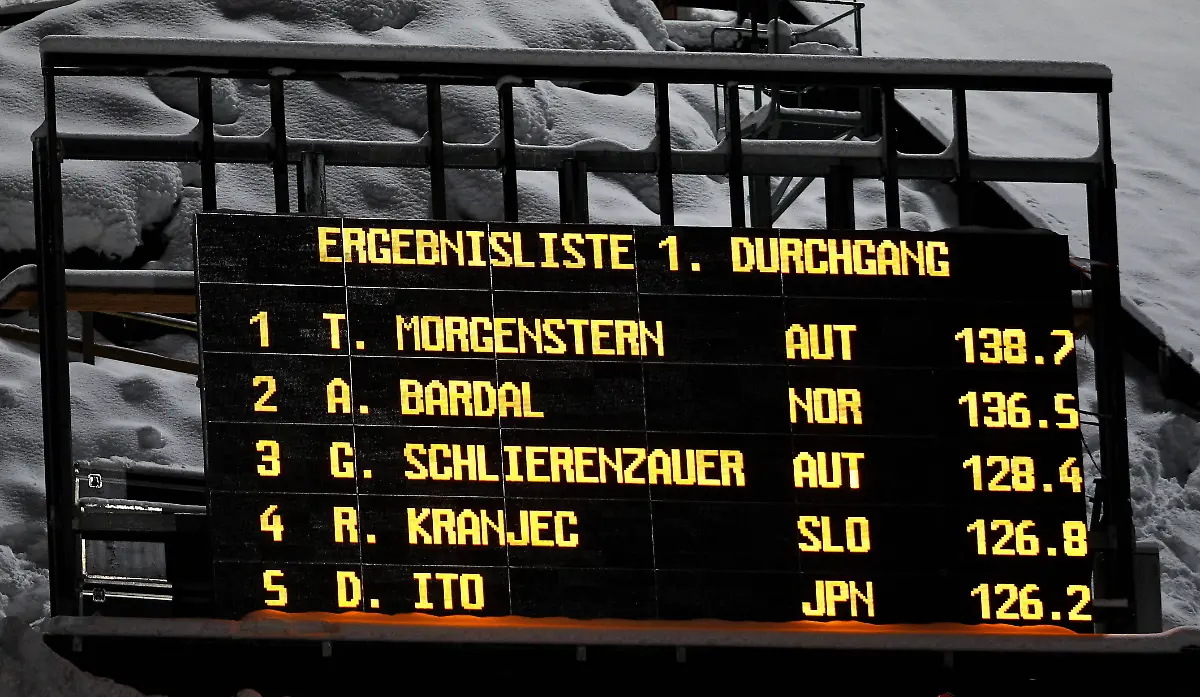 ERGEBNISLISTE 1. DURCHGANG
1 T. MORGENSTERN AUT 138.7
2 A. BARDAL NOR 136.5
3 G. SCHLIERENZAUER AUT 128.4
4 R. KRANJEC SLO 126.8
5 D. ITO JPN 126.2